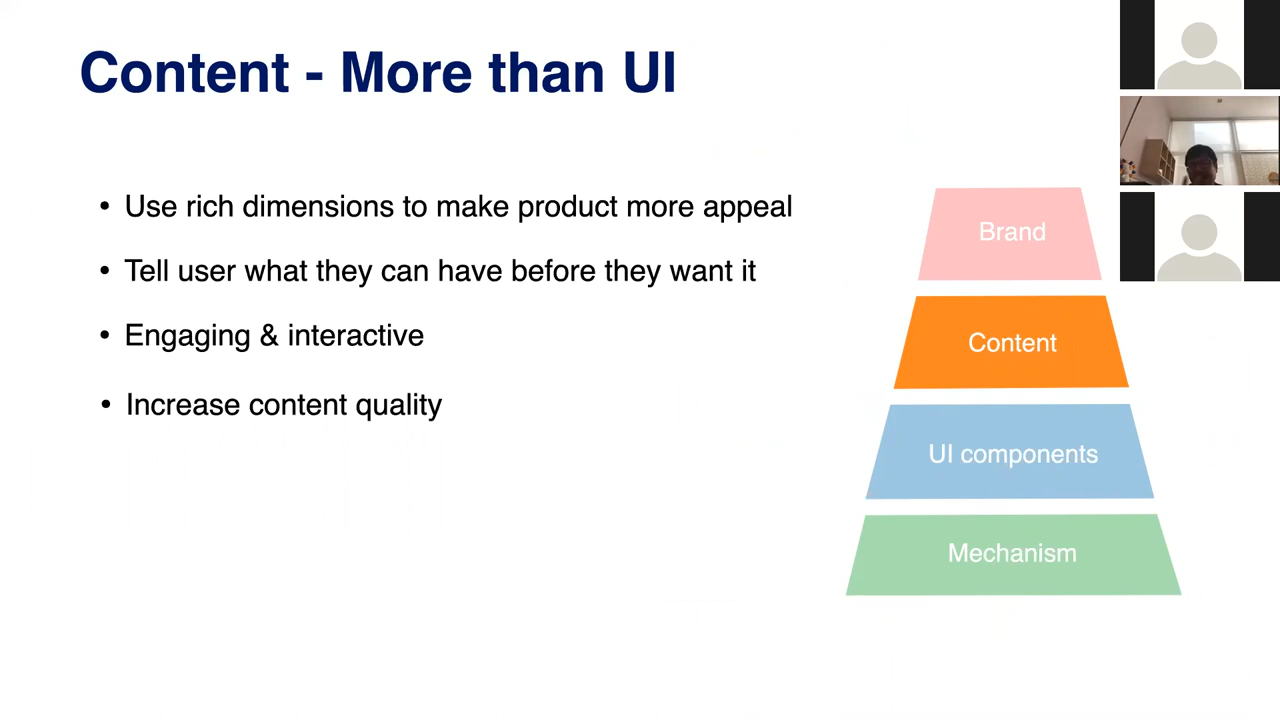 Content - More than UI
• Use rich dimensions to make product more appeal
• Tell user what they can have before they want it
• Engaging & interactive
• Increase content quality
Brand
Content
UI components
Mechanism